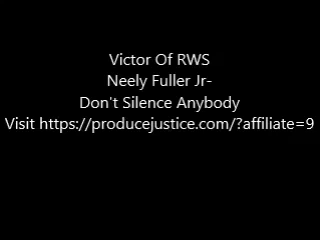 Victor Of RWS
Neely Fuller Jr-
Don't Silence Anybody
Visit https://producejustice.com/?affiliate=9